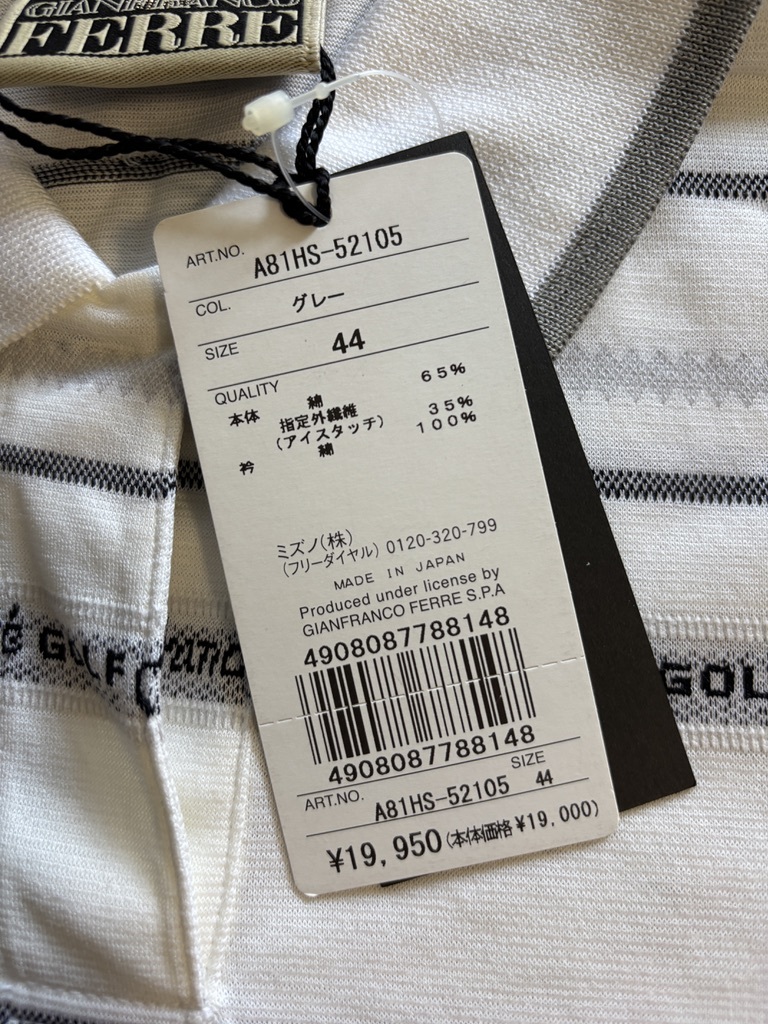 GIANFRANCO
FERRE
ART.NO. A81HS-52105
COL. グレー
SIZE 44
QUALITY
本体 綿 65%
指定外繊維 35%
(アイスタッチ)
衿 綿 100%
ミズノ(株)
(フリーダイヤル) 0120-320-799
MADE IN JAPAN
Produced under license by
GIANFRANCO FERRE S.P.A
4908087788148
4908087788148
ART.NO. A81HS-52105 SIZE 44
¥19,950(本体価格¥19,000)
GOLF
GOL